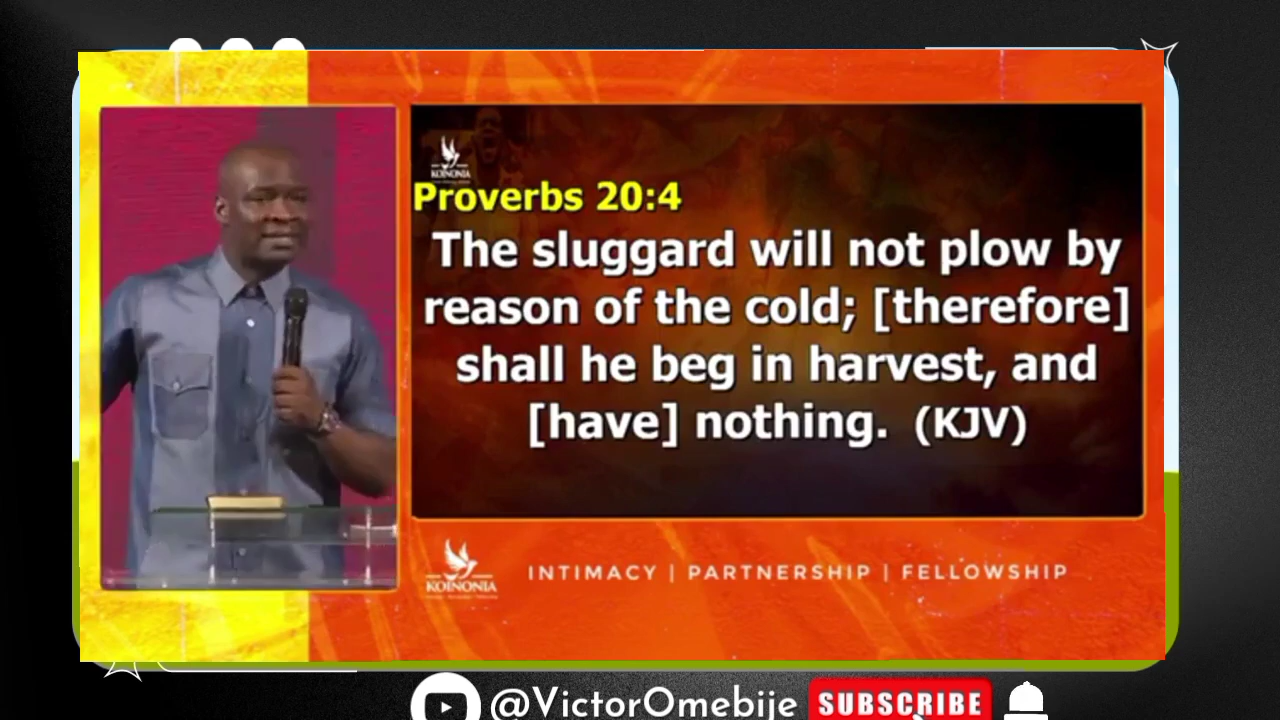 KOINONIA
Proverbs 20:4
The sluggard will not plow by
reason of the cold; [therefore]
shall he beg in harvest, and
[have] nothing. (KJV)
KOINONIA
INTIMACY | PARTNERSHIP | FELLOWSHIP
@VictorOmebije SUBSCRIBE